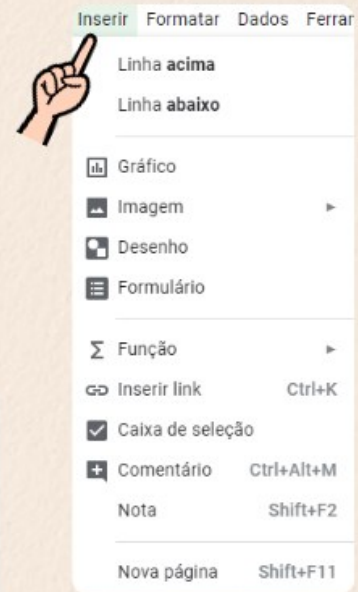 Inserir Formatar Dados Ferrar
Linha acima
Linha abaixo
Gráfico
Imagem
Desenho
Formulário
Função
Inserir link Ctrl+K
Caixa de seleção
Comentário Ctrl+Alt+M
Nota Shift+F2
Nova página Shift+F11